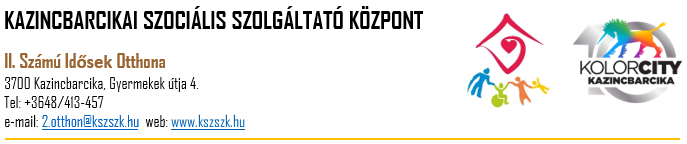 KAZINCBARCIKAI SZOCIÁLIS SZOLGÁLTATÓ KÖZPONT
II. Számú Idősek Otthona
3700 Kazincbarcika, Gyermekek útja 4.
Tel: +3648/413-457
e-mail: 2.otthon@kszszk.hu web: www.kszszk.hu
10
KOLORCITY
KAZINCBARCIKA